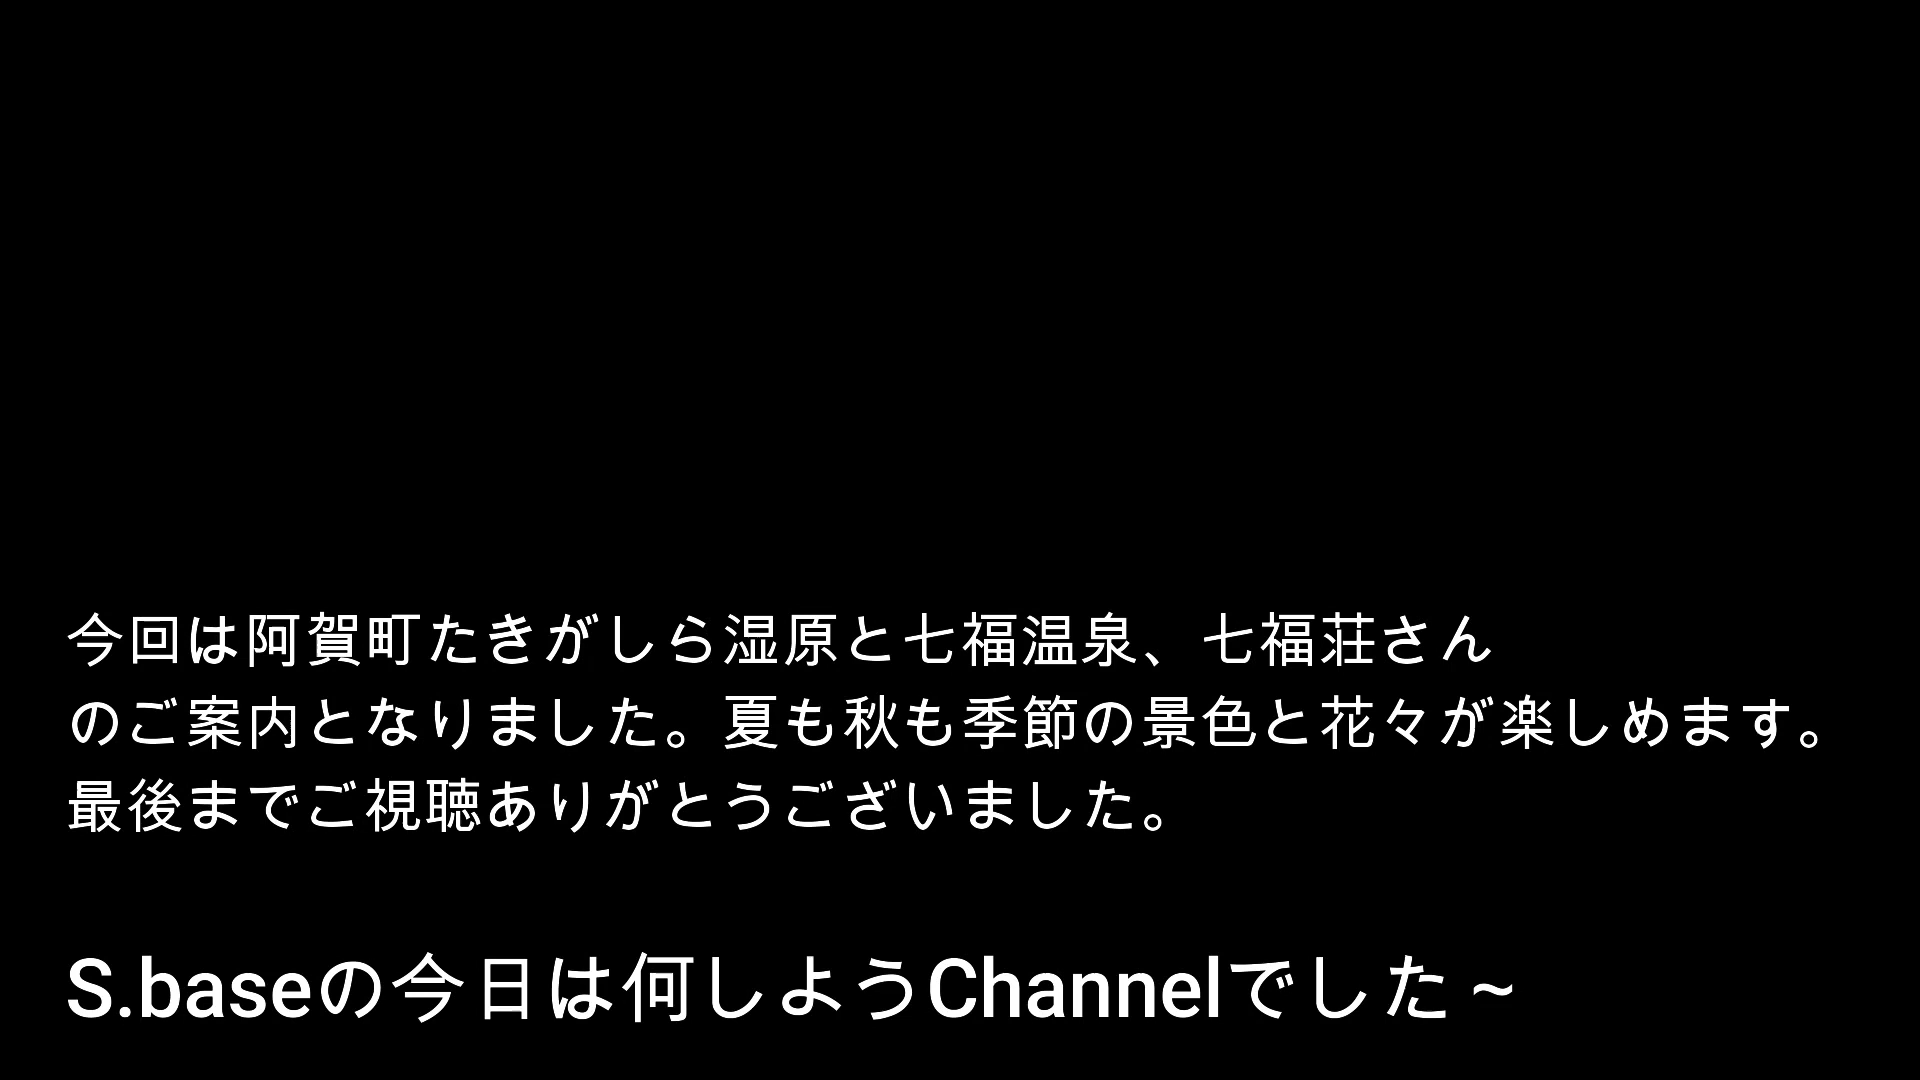 今回は阿賀町たきがしら湿原と七福温泉、七福荘さん
のご案内となりました。夏も秋も季節の景色と花々が楽しめます。
最後までご視聴ありがとうございました。
S.baseの今日は何しようChannelでした～